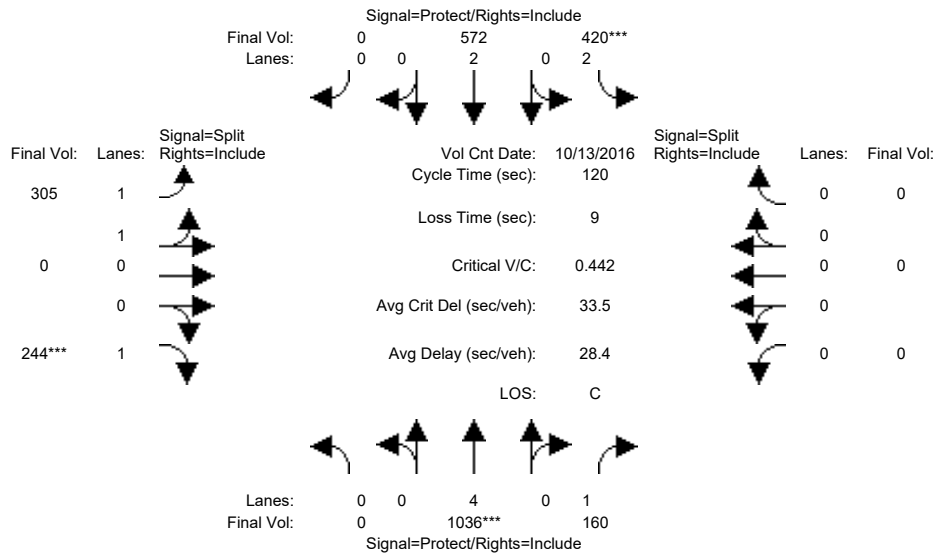 Signal=Protect/Rights=Include
Final Vol: 0 572 420***
Lanes: 0 0 2 0 2
Signal=Split Signal=Split
Final Vol: Lanes: Rights=Include Vol Cnt Date: 10/13/2016 Rights=Include Lanes: Final Vol:
Cycle Time (sec): 120
305 1 0 0
Loss Time (sec): 9
1 0
0 0 Critical V/C: 0.442 0 0
0 Avg Crit Del (sec/veh): 33.5 0
244*** 1 Avg Delay (sec/veh): 28.4 0 0
LOS: C
Lanes: 0 0 4 0 1
Final Vol: 0 1036*** 160
Signal=Protect/Rights=Include